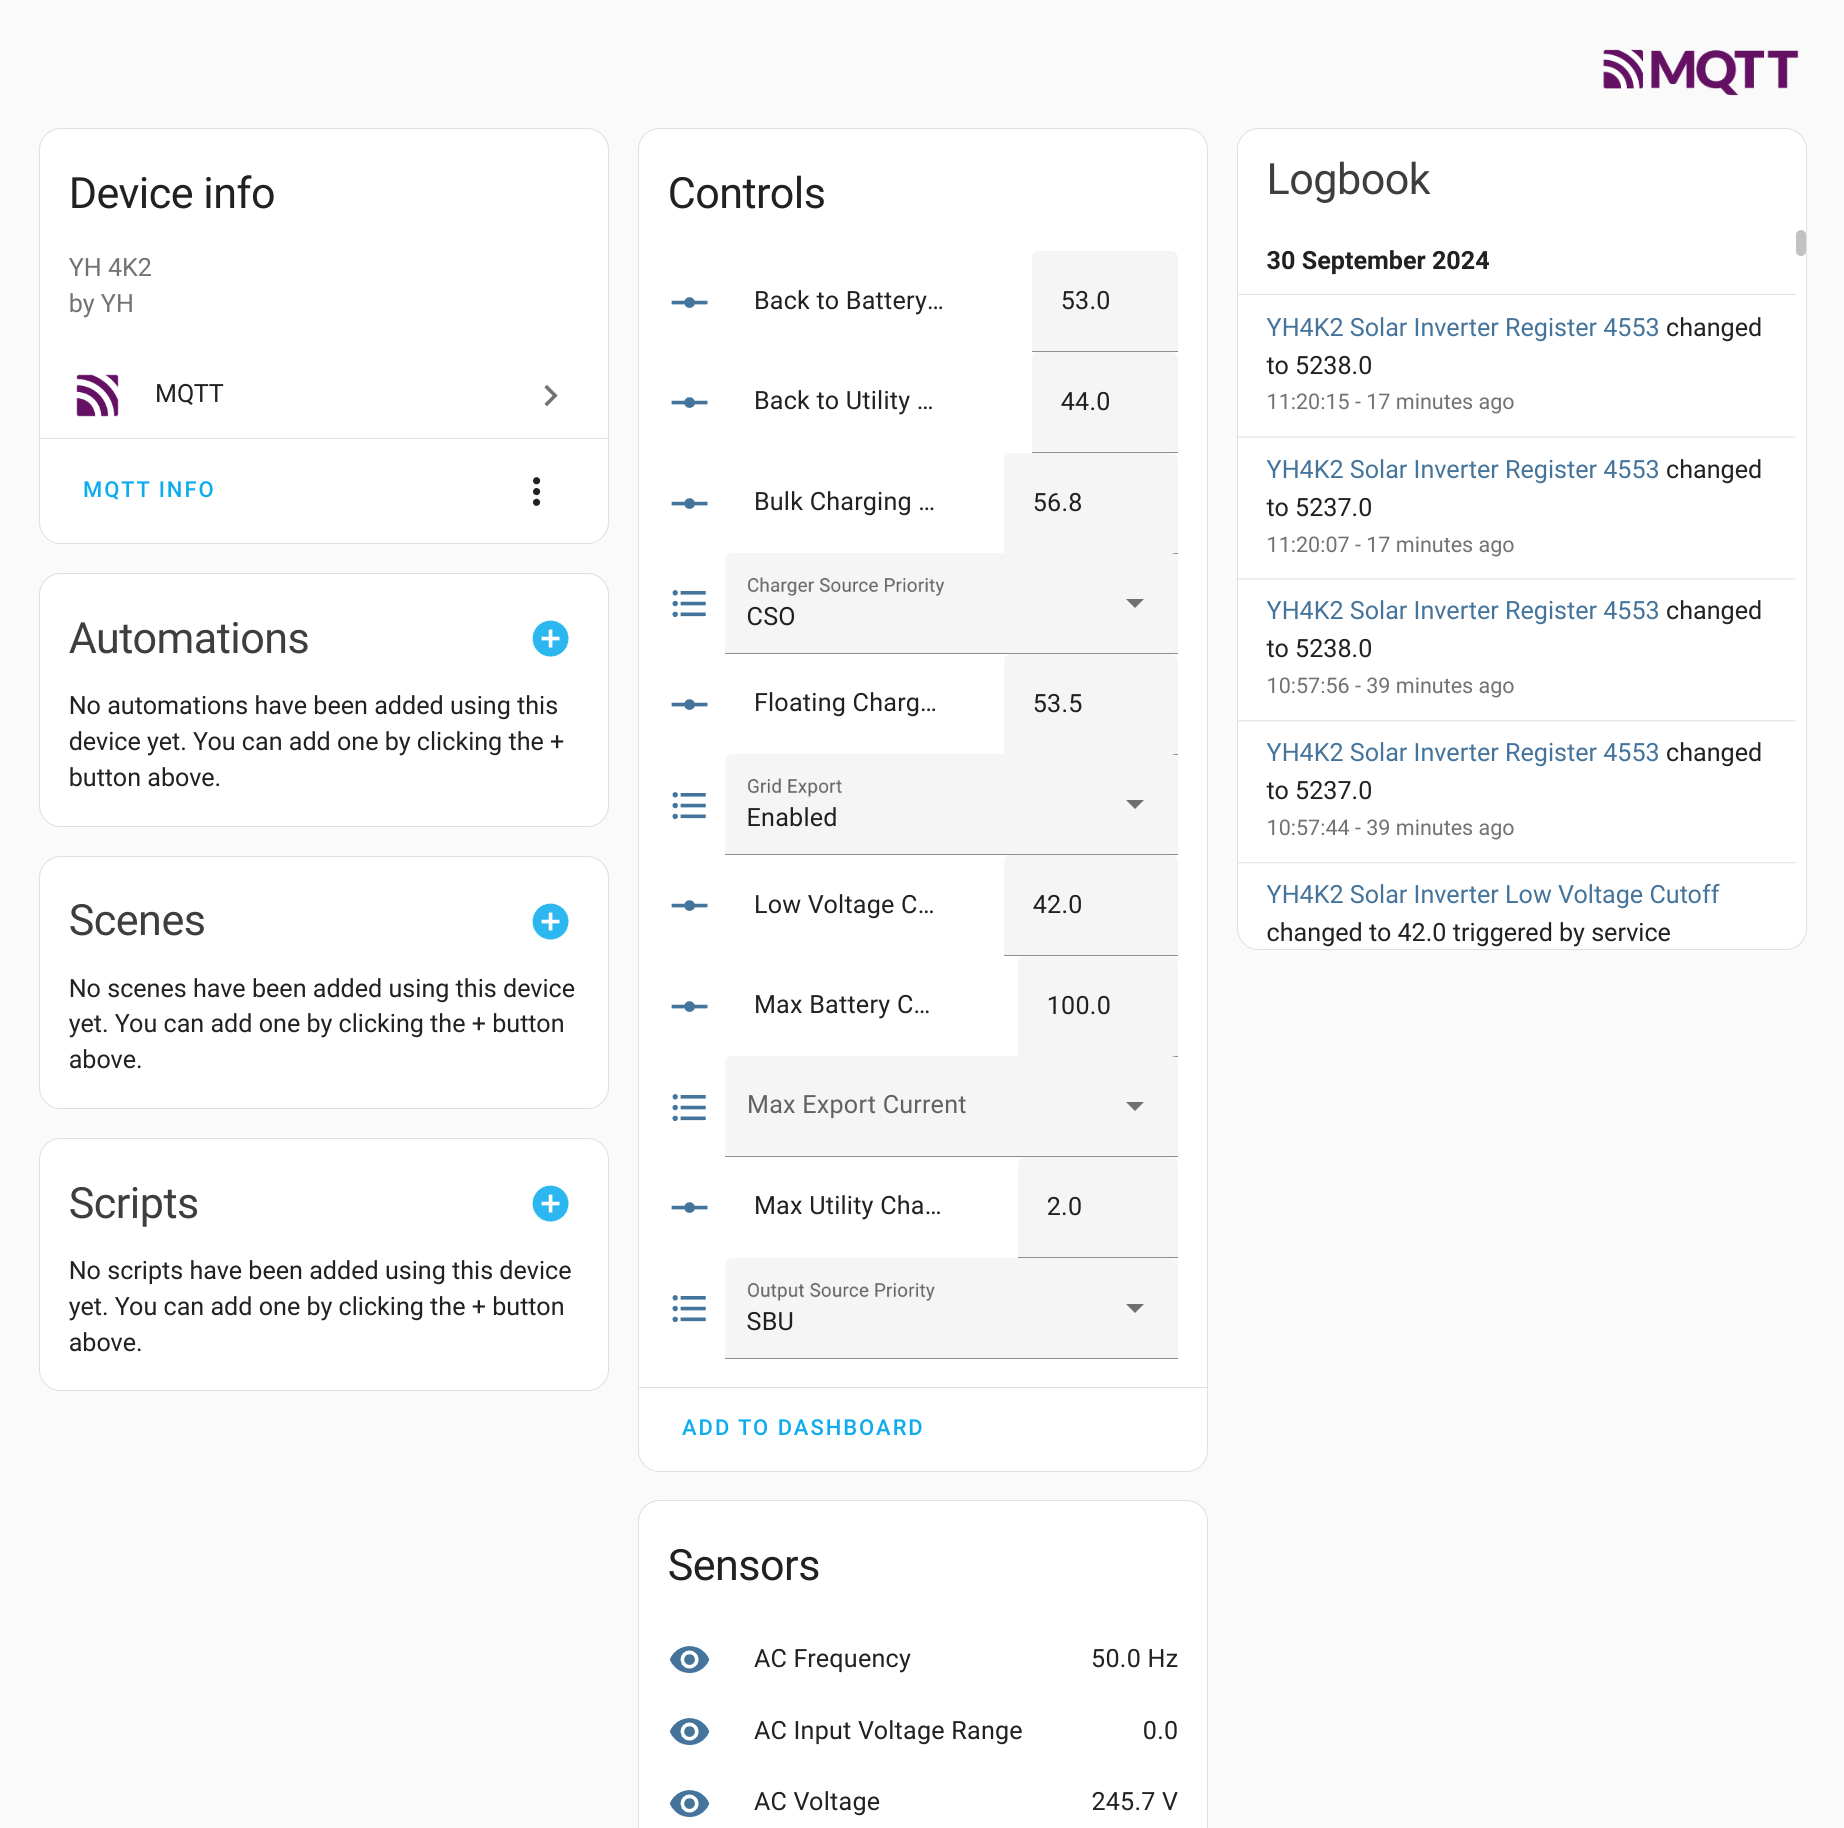 MQTT
Device info
YH 4K2
by YH
MQTT
MQTT INFO
Automations
No automations have been added using this
device yet. You can add one by clicking the +
button above.
Scenes
No scenes have been added using this device
yet. You can add one by clicking the + button
above.
Scripts
No scripts have been added using this device
yet. You can add one by clicking the + button
above.
Controls
Back to Battery... 53.0
Back to Utility ... 44.0
Bulk Charging ... 56.8
Charger Source Priority
CSO
Floating Charg... 53.5
Grid Export
Enabled
Low Voltage C... 42.0
Max Battery C... 100.0
Max Export Current
Max Utility Cha... 2.0
Output Source Priority
SBU
ADD TO DASHBOARD
Sensors
AC Frequency 50.0 Hz
AC Input Voltage Range 0.0
AC Voltage 245.7 V
Logbook
30 September 2024
YH4K2 Solar Inverter Register 4553 changed
to 5238.0
11:20:15 - 17 minutes ago
YH4K2 Solar Inverter Register 4553 changed
to 5237.0
11:20:07 - 17 minutes ago
YH4K2 Solar Inverter Register 4553 changed
to 5238.0
10:57:56 - 39 minutes ago
YH4K2 Solar Inverter Register 4553 changed
to 5237.0
10:57:44 - 39 minutes ago
YH4K2 Solar Inverter Low Voltage Cutoff
changed to 42.0 triggered by service